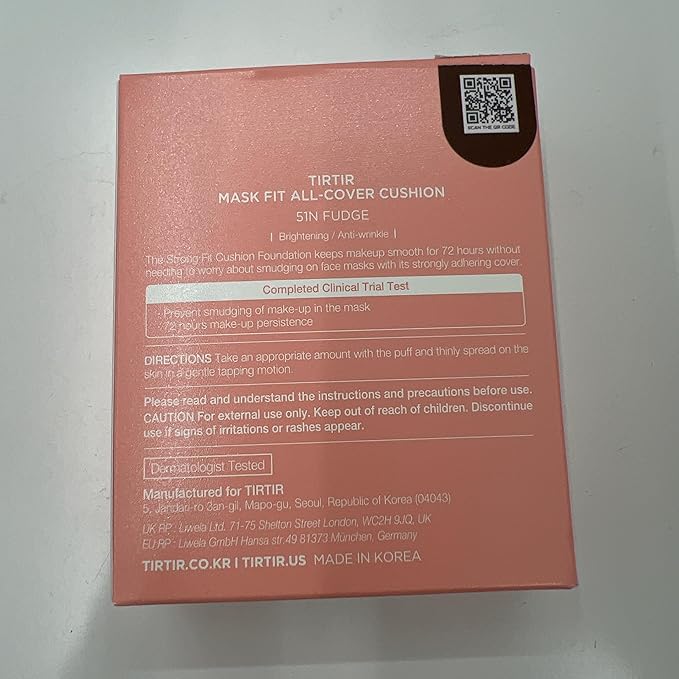 SCAN THE QR CODE
TIRTIR
MASK FIT ALL-COVER CUSHION
51N FUDGE
| Brightening / Anti-wrinkle |
The Strong Fit Cushion Foundation keeps makeup smooth for 72 hours without
needing to worry about smudging on face masks with its strongly adhering cover.
Completed Clinical Trial Test
- Prevent smudging of make-up in the mask
- 72 hours make-up persistence
DIRECTIONS Take an appropriate amount with the puff and thinly spread on the
skin in a gentle tapping motion.
Please read and understand the instructions and precautions before use.
CAUTION For external use only. Keep out of reach of children. Discontinue
use if signs of irritations or rashes appear.
Dermatologist Tested
Manufactured for TIRTIR
5, Jandari-ro 3an-gil, Mapo-gu, Seoul, Republic of Korea (04043)
UK RP : Liwela Ltd. 71-75 Shelton Street London, WC2H 9JQ, UK
EU RP : Liwela GmbH Hansa str.49 81373 München, Germany
TIRTIR.CO.KR | TIRTIR.US MADE IN KOREA